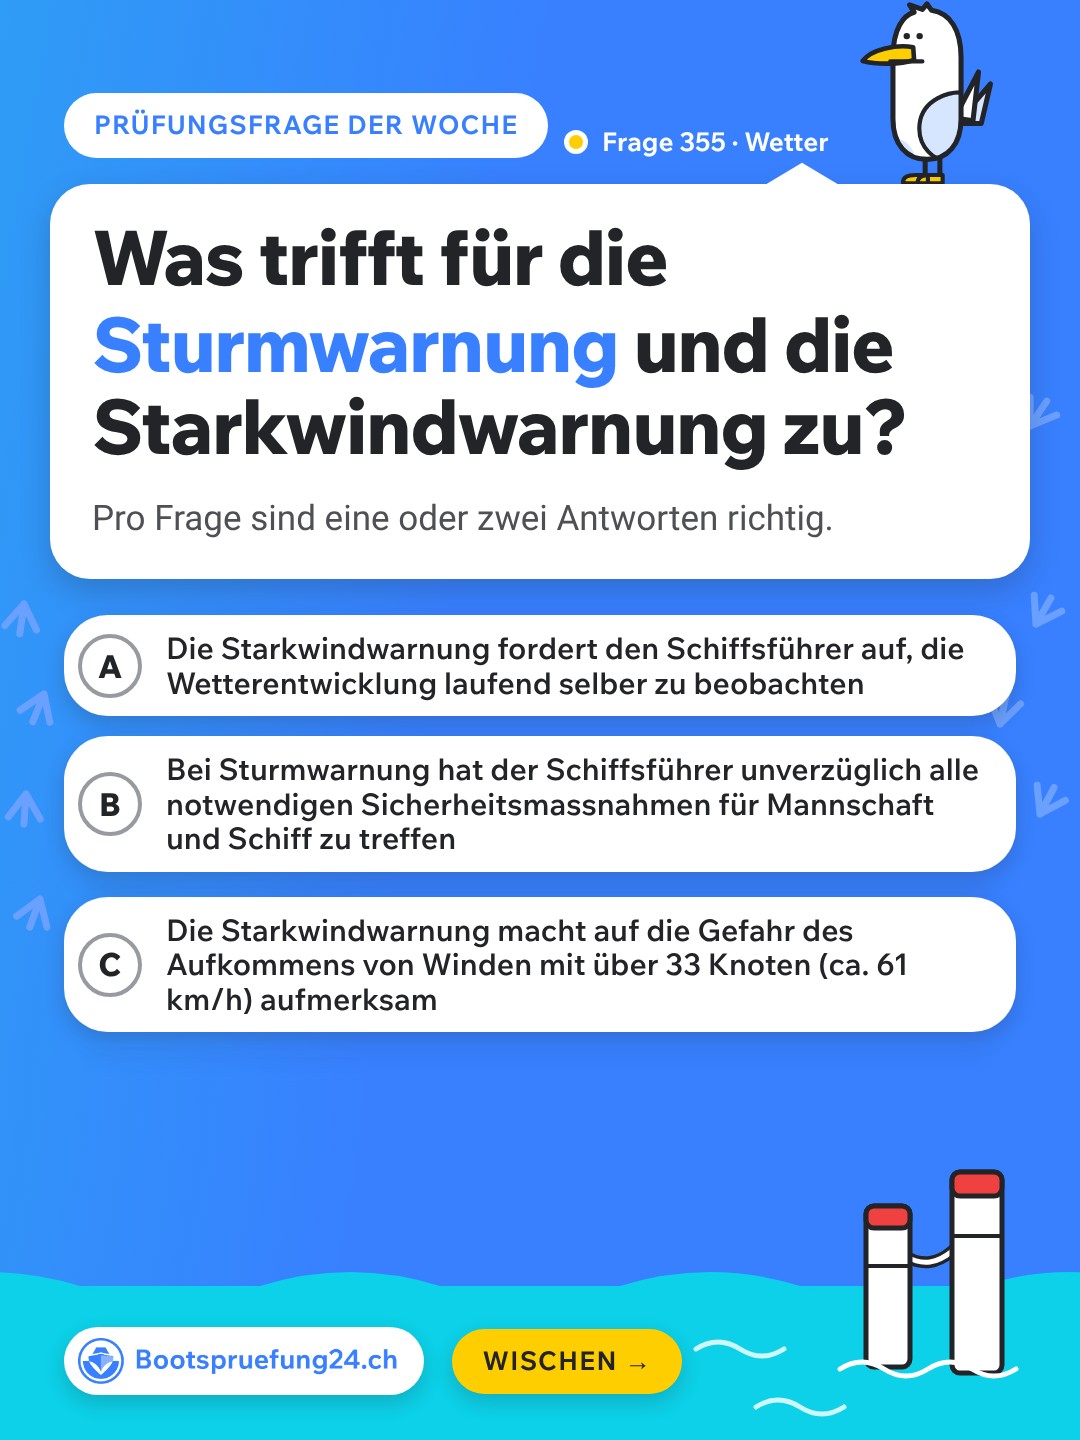 PRÜFUNGSFRAGE DER WOCHE
Frage 355 · Wetter
Was trifft für die
Sturmwarnung und die
Starkwindwarnung zu?
Pro Frage sind eine oder zwei Antworten richtig.
A
Die Starkwindwarnung fordert den Schiffsführer auf, die
Wetterentwicklung laufend selber zu beobachten
B
Bei Sturmwarnung hat der Schiffsführer unverzüglich alle
notwendigen Sicherheitsmassnahmen für Mannschaft
und Schiff zu treffen
C
Die Starkwindwarnung macht auf die Gefahr des
Aufkommens von Winden mit über 33 Knoten (ca. 61
km/h) aufmerksam
Bootspruefung24.ch
WISCHEN →